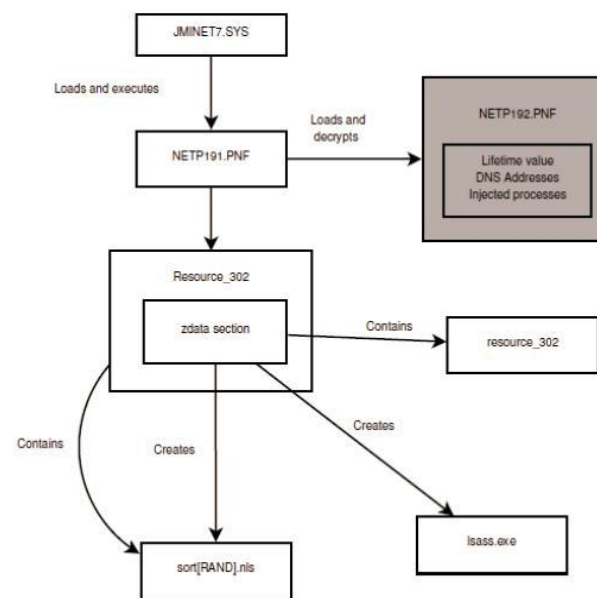 JMINET7.SYS
Loads and executes
NETP191.PNF
Loads and
decrypts
NETP192.PNF
Lifetime value
DNS Addresses
Injected processes
Resource_302
zdata section
Contains
resource_302
Contains
Creates
Creates
sort[RAND].nls
lsass.exe